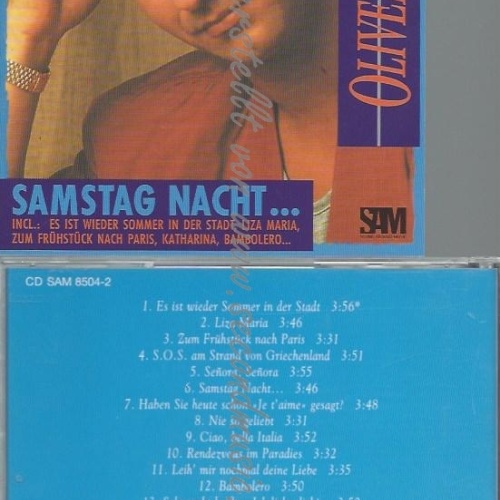 OLIVE
SAMSTAG NACHT...
INCL.: ES IST WIEDER SOMMER IN DER STADT, LIZA MARIA,
ZUM FRÜHSTÜCK NACH PARIS, KATHARINA, BAMBOLERO...
SAM
CD SAM 8504-2
1. Es ist wieder Sommer in der Stadt 3:56*
2. Liza Maria 3:46
3. Zum Frühstück nach Paris 3:31
4. S.O.S. am Strand von Griechenland 3:51
5. Señora, Señora 3:55
6. Samstag Nacht... 3:46
7. Haben Sie heute schon »Je t'aime« gesagt? 3:48
8. Nie so geliebt 3:31
9. Ciao, bella Italia 3:52
10. Rendezvous im Paradies 3:32
11. Leih' mir nochmal deine Liebe 3:35
12. Bambolero 3:50